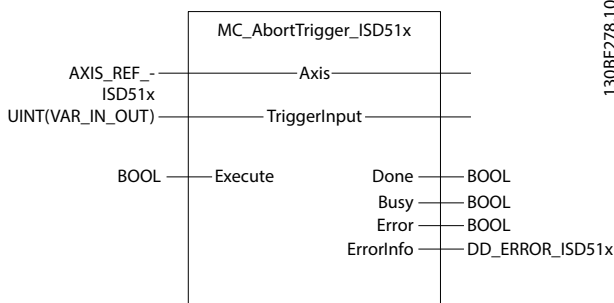 MC_AbortTrigger_ISD51x
AXIS_REF_-
ISD51x
Axis
UINT(VAR_IN_OUT)
TriggerInput
BOOL
Execute
Done
BOOL
Busy
BOOL
Error
BOOL
ErrorInfo
DD_ERROR_ISD51x
130BF278.10